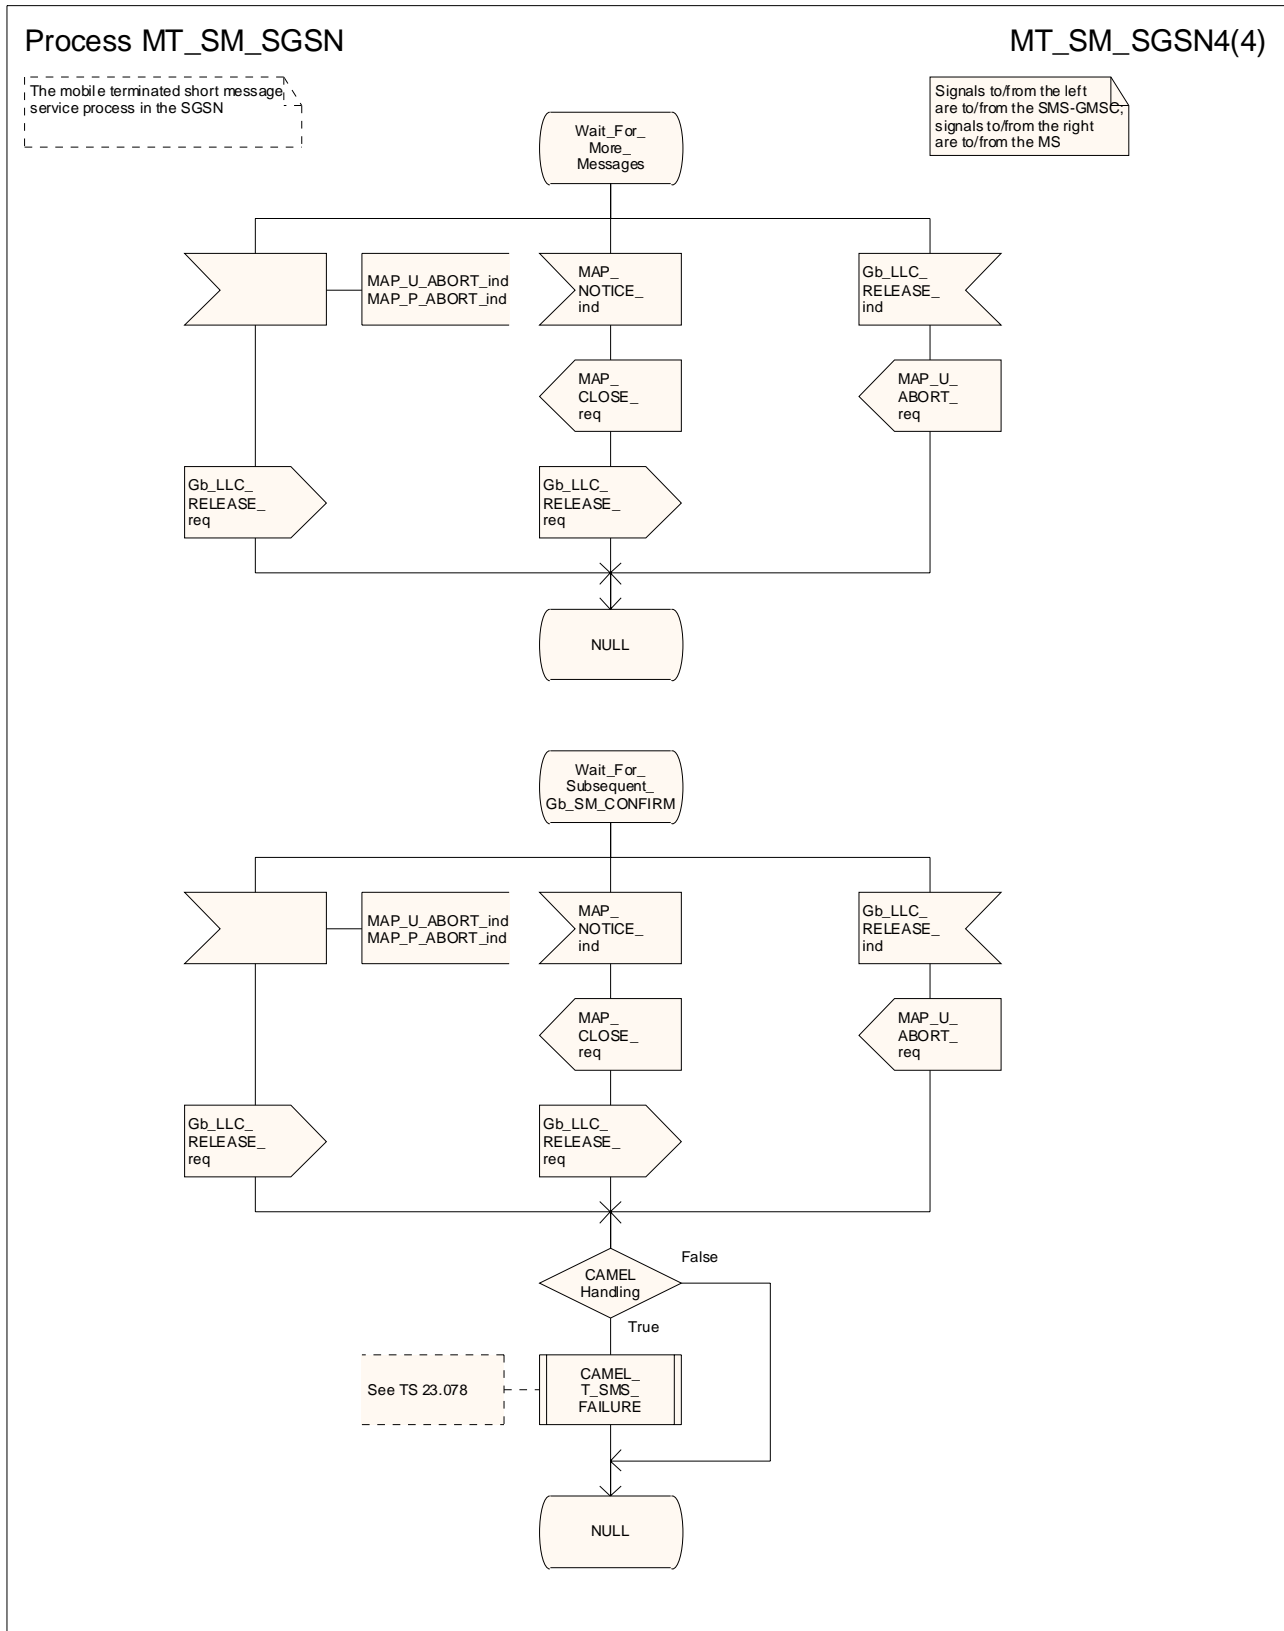 Process MT_SM_SGSN
MT_SM_SGSN4(4)
The mobile terminated short message
service process in the SGSN
Signals to/from the left
are to/from the SMS-GMSC;
signals to/from the right
are to/from the MS
Wait_For_
More_
Messages
MAP_U_ABORT_ind
MAP_P_ABORT_ind
MAP_
NOTICE_
ind
Gb_LLC_
RELEASE_
ind
MAP_
CLOSE_
req
MAP_U_
ABORT_
req
Gb_LLC_
RELEASE_
req
Gb_LLC_
RELEASE_
req
NULL
Wait_For_
Subsequent_
Gb_SM_CONFIRM
MAP_U_ABORT_ind
MAP_P_ABORT_ind
MAP_
NOTICE_
ind
Gb_LLC_
RELEASE_
ind
MAP_
CLOSE_
req
MAP_U_
ABORT_
req
Gb_LLC_
RELEASE_
req
Gb_LLC_
RELEASE_
req
False
CAMEL
Handling
True
See TS 23.078
CAMEL_
T_SMS_
FAILURE
NULL